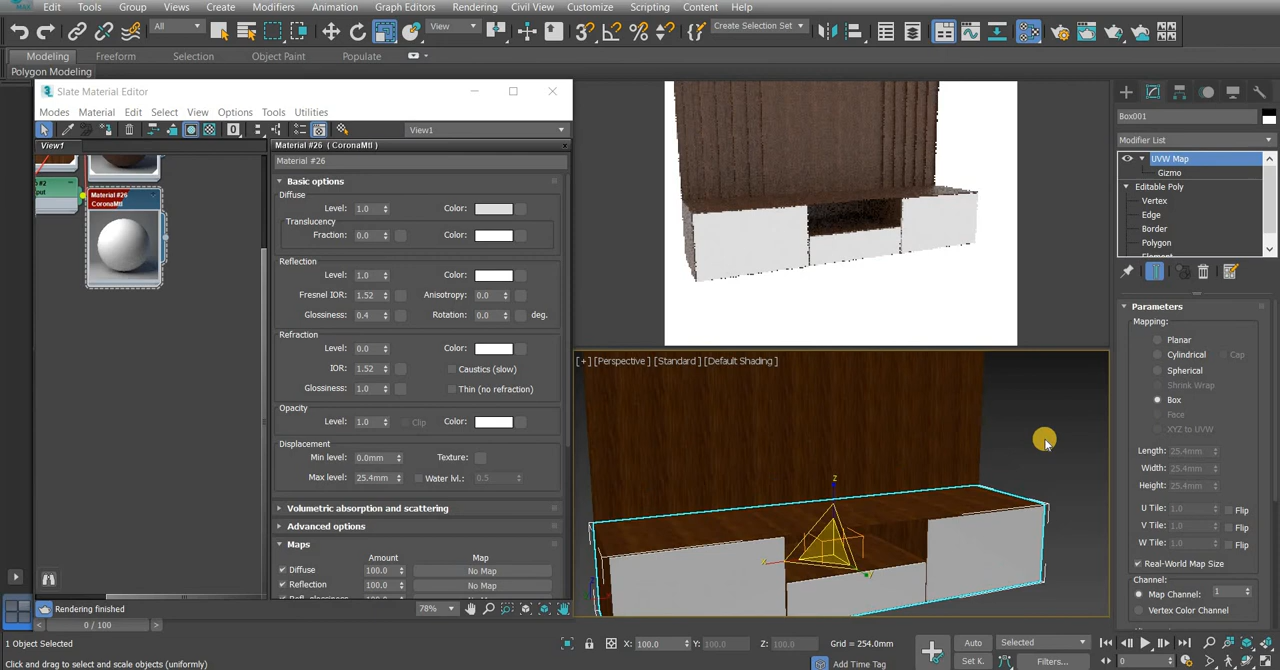 Edit Tools Group Views Create Modifiers Animation Graph Editors Rendering Civil View Customize Scripting Content Help
All View Create Selection Set
Modeling Freeform Selection Object Paint Populate
Polygon Modeling
Slate Material Editor
Modes Material Edit Select View Options Tools Utilities
0 View1
View1 Material #26 ( CoronaMtl )
Material #26
Material #26
CoronaMtl
Basic options
Diffuse
Level: 1.0 Color:
Translucency
Fraction: 0.0 Color:
Reflection
Level: 1.0 Color:
Fresnel IOR: 1.52 Anisotropy: 0.0
Glossiness: 0.4 Rotation: 0.0 deg.
Refraction
Level: 0.0 Color:
IOR: 1.52 Caustics (slow)
Glossiness: 1.0 Thin (no refraction)
Opacity
Level: 1.0 Clip Color:
Displacement
Min level: 0.0mm Texture:
Max level: 25.4mm Water lvl.: 0.5
Volumetric absorption and scattering
Advanced options
Maps
Amount Map
Diffuse 100.0 No Map
Reflection 100.0 No Map
Rendering finished 78%
[+] [Perspective ] [Standard ] [Default Shading ]
z
x
y
Box001
Modifier List
UVW Map
Gizmo
Editable Poly
Vertex
Edge
Border
Polygon
Parameters
Mapping:
Planar
Cylindrical Cap
Spherical
Shrink Wrap
Box
Face
XYZ to UVW
Length: 25.4mm
Width: 25.4mm
Height: 25.4mm
U Tile: 1.0 Flip
V Tile: 1.0 Flip
W Tile: 1.0 Flip
Real-World Map Size
Channel:
Map Channel: 1
Vertex Color Channel
0 / 100
1 Object Selected X: 100.0 Y: 100.0 Z: 100.0 Grid = 254.0mm Auto Selected
Click and drag to select and scale objects (uniformly) Add Time Tag Set K. Filters... 0